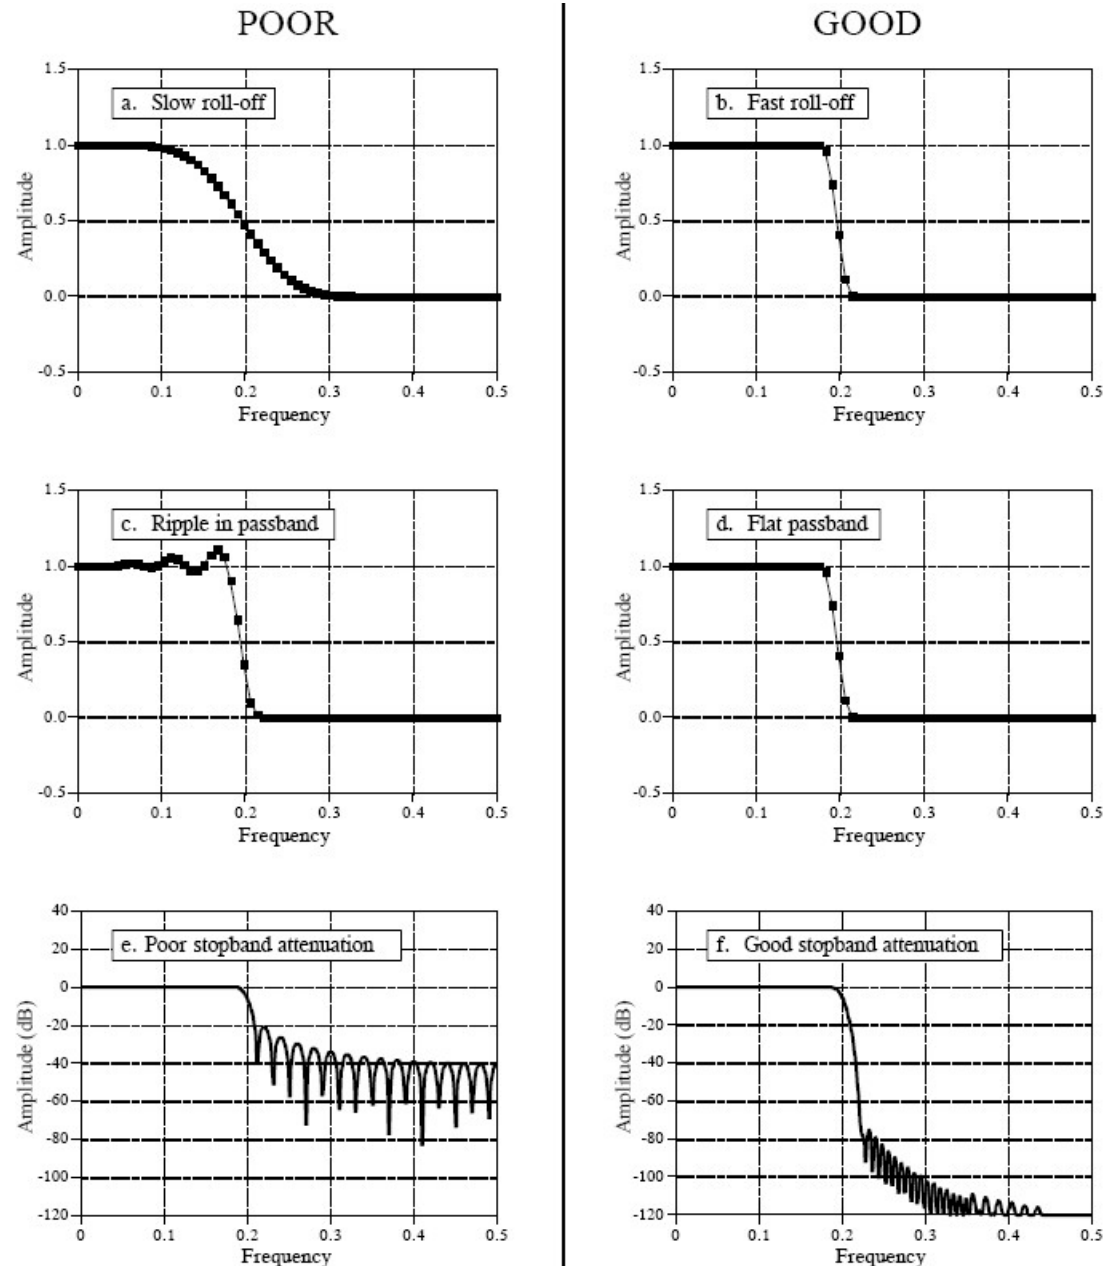 POOR
GOOD
a. Slow roll-off
1.5
1.0
0.5
0.0
-0.5
Amplitude
0 0.1 0.2 0.3 0.4 0.5
Frequency
b. Fast roll-off
1.5
1.0
0.5
0.0
-0.5
Amplitude
0 0.1 0.2 0.3 0.4 0.5
Frequency
c. Ripple in passband
1.5
1.0
0.5
0.0
-0.5
Amplitude
0 0.1 0.2 0.3 0.4 0.5
Frequency
d. Flat passband
1.5
1.0
0.5
0.0
-0.5
Amplitude
0 0.1 0.2 0.3 0.4 0.5
Frequency
e. Poor stopband attenuation
40
20
0
-20
-40
-60
-80
-100
-120
Amplitude (dB)
0 0.1 0.2 0.3 0.4 0.5
Frequency
f. Good stopband attenuation
40
20
0
-20
-40
-60
-80
-100
-120
Amplitude (dB)
0 0.1 0.2 0.3 0.4 0.5
Frequency